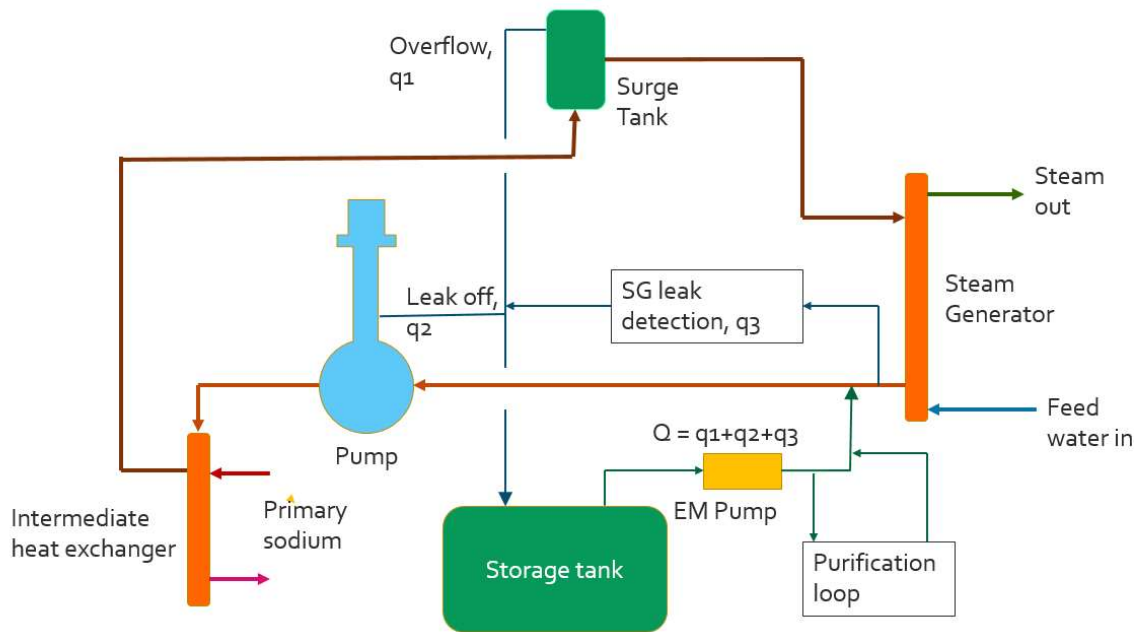 Overflow,
q1
Surge
Tank
Steam
out
Leak off,
q2
SG leak
detection, q3
Steam
Generator
Pump
Q = q1+q2+q3
Feed
water in
Intermediate
heat exchanger
Primary
sodium
EM Pump
Storage tank
Purification
loop